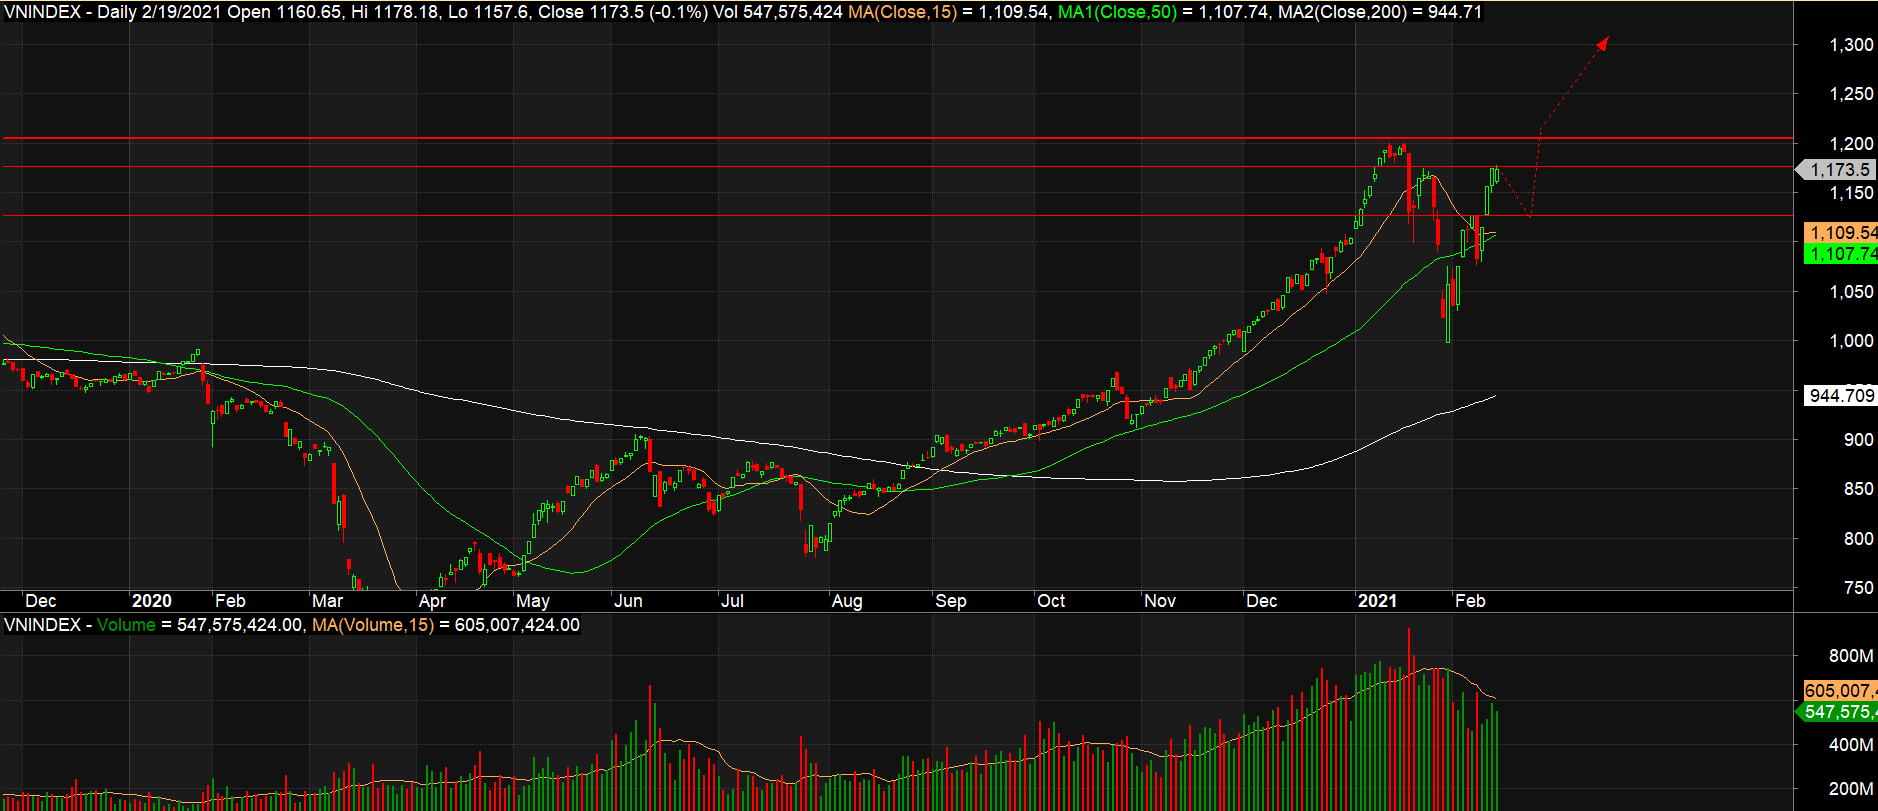 VNINDEX - Daily 2/19/2021 Open 1160.65, Hi 1178.18, Lo 1157.6, Close 1173.5 (-0.1%) Vol 547,575,424 MA(Close,15) = 1,109.54, MA1(Close,50) = 1,107.74, MA2(Close,200) = 944.71
1,300
1,250
1,200
1,173.5
1,150
1,109.54
1,107.74
1,050
1,000
944.709
900
850
800
750
Dec 2020 Feb Mar Apr May Jun Jul Aug Sep Oct Nov Dec 2021 Feb
VNINDEX - Volume = 547,575,424.00, MA(Volume,15) = 605,007,424.00
800M
605,007,4
547,575,4
400M
200M